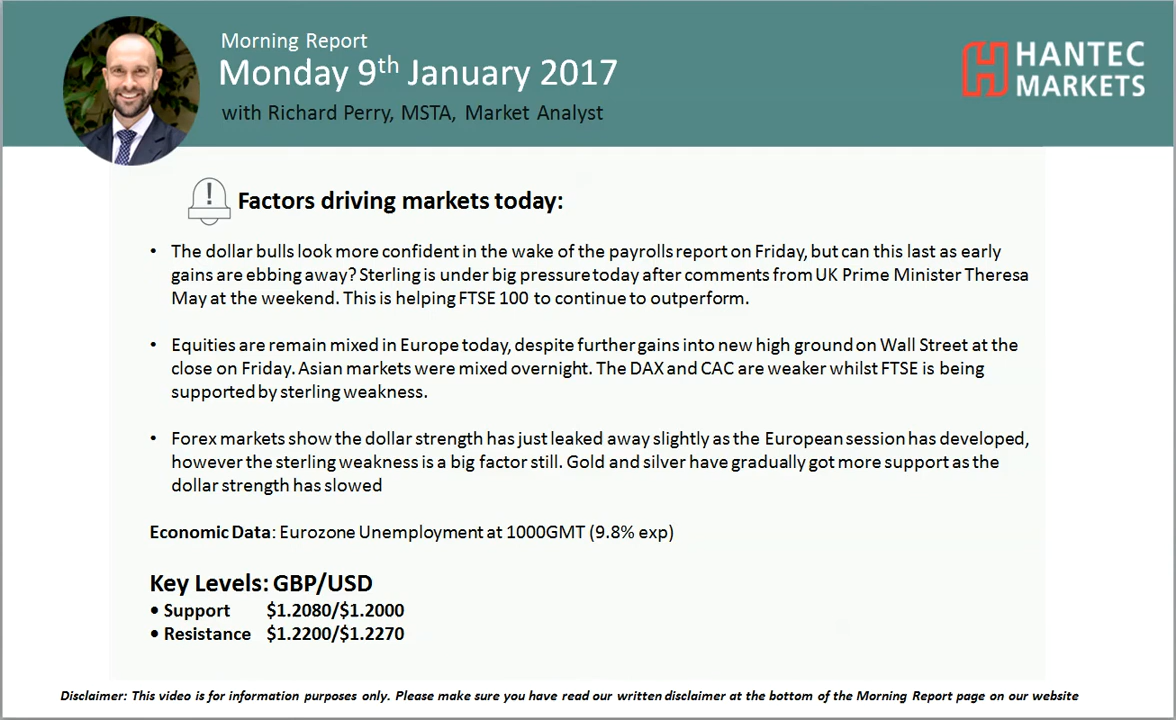 Morning Report
Monday 9th January 2017
with Richard Perry, MSTA, Market Analyst
HANTEC
MARKETS
Factors driving markets today:
• The dollar bulls look more confident in the wake of the payrolls report on Friday, but can this last as early
gains are ebbing away? Sterling is under big pressure today after comments from UK Prime Minister Theresa
May at the weekend. This is helping FTSE 100 to continue to outperform.
• Equities are remain mixed in Europe today, despite further gains into new high ground on Wall Street at the
close on Friday. Asian markets were mixed overnight. The DAX and CAC are weaker whilst FTSE is being
supported by sterling weakness.
• Forex markets show the dollar strength has just leaked away slightly as the European session has developed,
however the sterling weakness is a big factor still. Gold and silver have gradually got more support as the
dollar strength has slowed
Economic Data: Eurozone Unemployment at 1000GMT (9.8% exp)
Key Levels: GBP/USD
• Support $1.2080/$1.2000
• Resistance $1.2200/$1.2270
Disclaimer: This video is for information purposes only. Please make sure you have read our written disclaimer at the bottom of the Morning Report page on our website